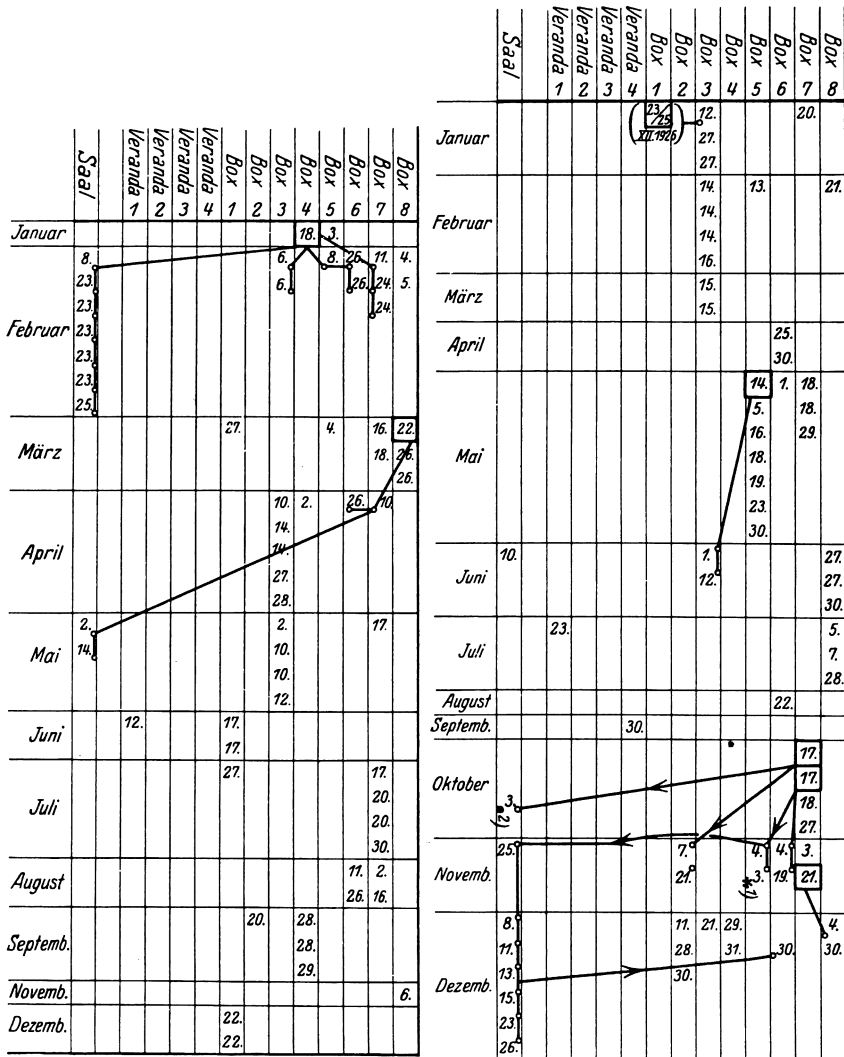 Saal Veranda Veranda Veranda Veranda Box Box Box Box Box Box Box Box
1 2 3 4 1 2 3 4 5 6 7 8
Januar 18. 3.
8. 6. 8. 26. 11. 4.
23. 6. 26. 24. 5.
23. 24.
Februar 23.
23.
23.
25.
27. 4. 16. 22.
März 18. 26.
26.
10. 2. 26. 10.
14.
April 14.
27.
28.
2. 2. 17.
Mai 14. 10.
10.
12.
Juni 12. 17.
17.
27. 17.
Juli 20.
20.
30.
August 11. 2.
26. 16.
20. 28.
Septemb. 28.
29.
Novemb. 6.
Dezemb. 22.
22.
Saal Veranda Veranda Veranda Veranda Box Box Box Box Box Box Box Box
1 2 3 4 1 2 3 4 5 6 7 8
(23./25. XII.1926) 12. 20.
Januar 27.
27.
14. 13. 21.
14.
Februar 14.
16.
März 15.
15.
April 25.
30.
14. 1. 18.
5. 18.
16. 29.
Mai 18.
19.
23.
30.
10. 1. 27.
Juni 12. 27.
30.
23. 5.
Juli 7.
28.
August 22.
Septemb. 30.
17.
Oktober 17.
3. 18.
*2) 27.
25. 7. 4. 4. 3.
Novemb. 21. 3. 19. 21.
*1)
8. 11. 21. 29. 4.
11. 28. 31. 30. 30.
Dezemb. 13. 30.
15.
23.
26.